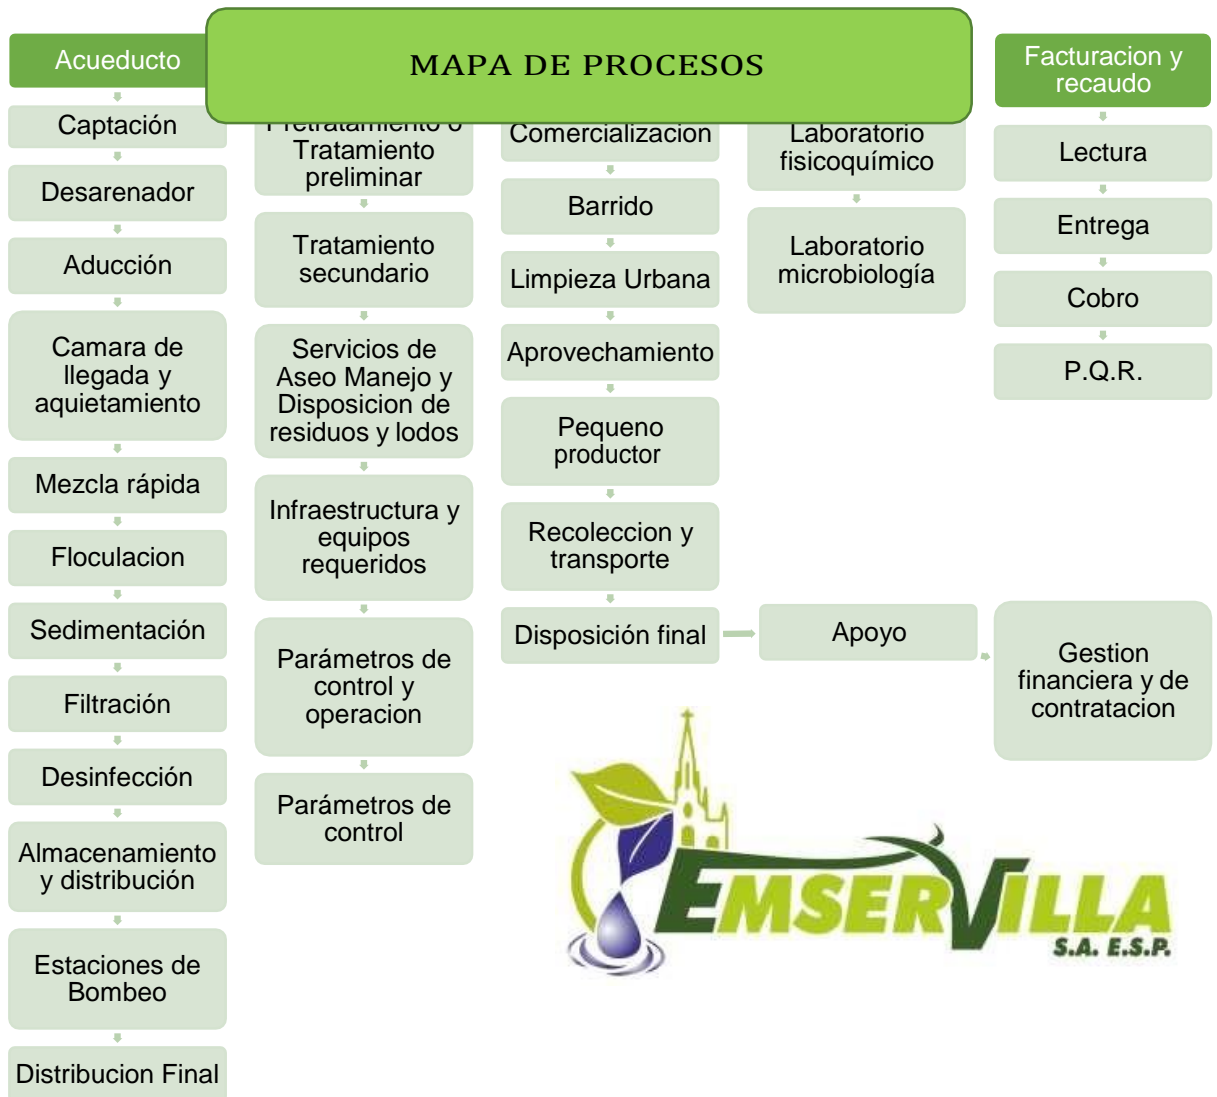 MAPA DE PROCESOS
Acueducto
Captación
Desarenador
Aducción
Camara de
llegada y
aquietamiento
Mezcla rápida
Floculacion
Sedimentación
Filtración
Desinfección
Almacenamiento
y distribución
Estaciones de
Bombeo
Distribucion Final
Pretratamiento o
Tratamiento
preliminar
Tratamiento
secundario
Servicios de
Aseo Manejo y
Disposicion de
residuos y lodos
Infraestructura y
equipos
requeridos
Parámetros de
control y
operacion
Parámetros de
control
Comercializacion
Barrido
Limpieza Urbana
Aprovechamiento
Pequeno
productor
Recoleccion y
transporte
Disposición final
Laboratorio
fisicoquímico
Laboratorio
microbiología
Apoyo
Facturacion y
recaudo
Lectura
Entrega
Cobro
P.Q.R.
Gestion
financiera y de
contratacion
EMSERVILLA
S.A. E.S.P.